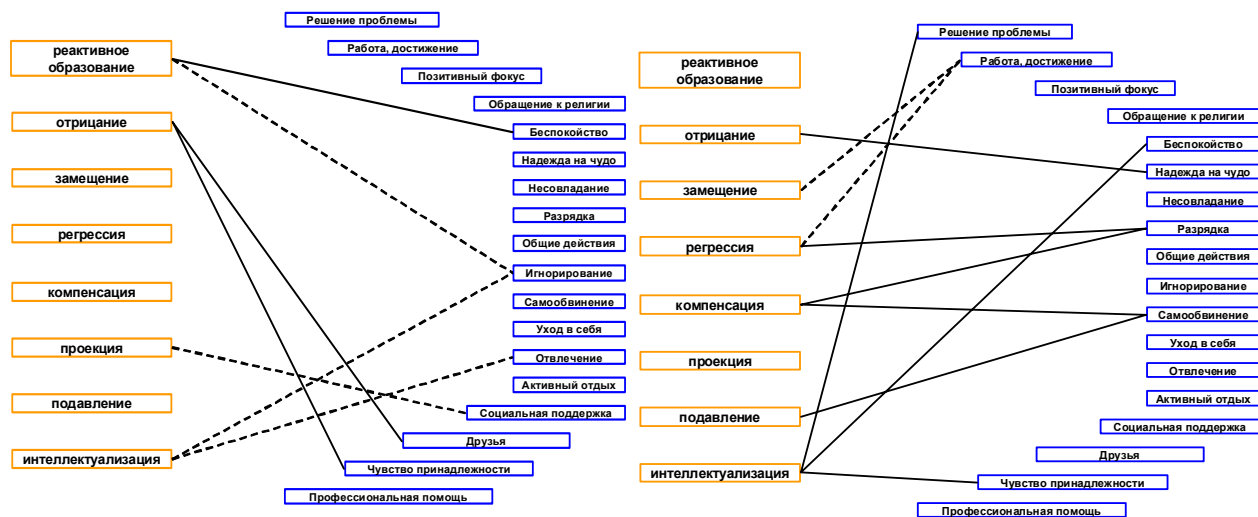 Решение проблемы
реактивное
образование
Работа, достижение
Позитивный фокус
Обращение к религии
отрицание
Беспокойство
Надежда на чудо
замещение
Несовладание
Разрядка
регрессия
Общие действия
Игнорирование
компенсация
Самообвинение
Уход в себя
проекция
Отвлечение
Активный отдых
подавление
Социальная поддержка
Друзья
интеллектуализация
Чувство принадлежности
Профессиональная помощь
Решение проблемы
реактивное
образование
Работа, достижение
Позитивный фокус
Обращение к религии
отрицание
Беспокойство
Надежда на чудо
замещение
Несовладание
Разрядка
регрессия
Общие действия
Игнорирование
компенсация
Самообвинение
Уход в себя
проекция
Отвлечение
Активный отдых
подавление
Социальная поддержка
Друзья
интеллектуализация
Чувство принадлежности
Профессиональная помощь